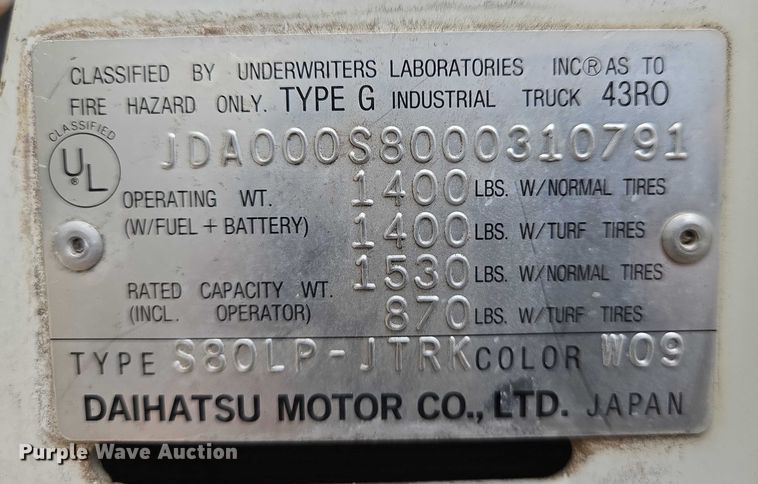 CLASSIFIED BY UNDERWRITERS LABORATORIES INC® AS TO
FIRE HAZARD ONLY. TYPE G INDUSTRIAL TRUCK 43RO
CLASSIFIED
UL®
JDA000S8000310791
OPERATING WT. 1400 LBS. W/NORMAL TIRES
(W/FUEL + BATTERY) 1400 LBS. W/TURF TIRES
RATED CAPACITY WT. 1530 LBS. W/NORMAL TIRES
(INCL. OPERATOR) 870 LBS. W/TURF TIRES
TYPE S80LP-JTRK COLOR W09
DAIHATSU MOTOR CO., LTD. JAPAN
Purple Wave Auction